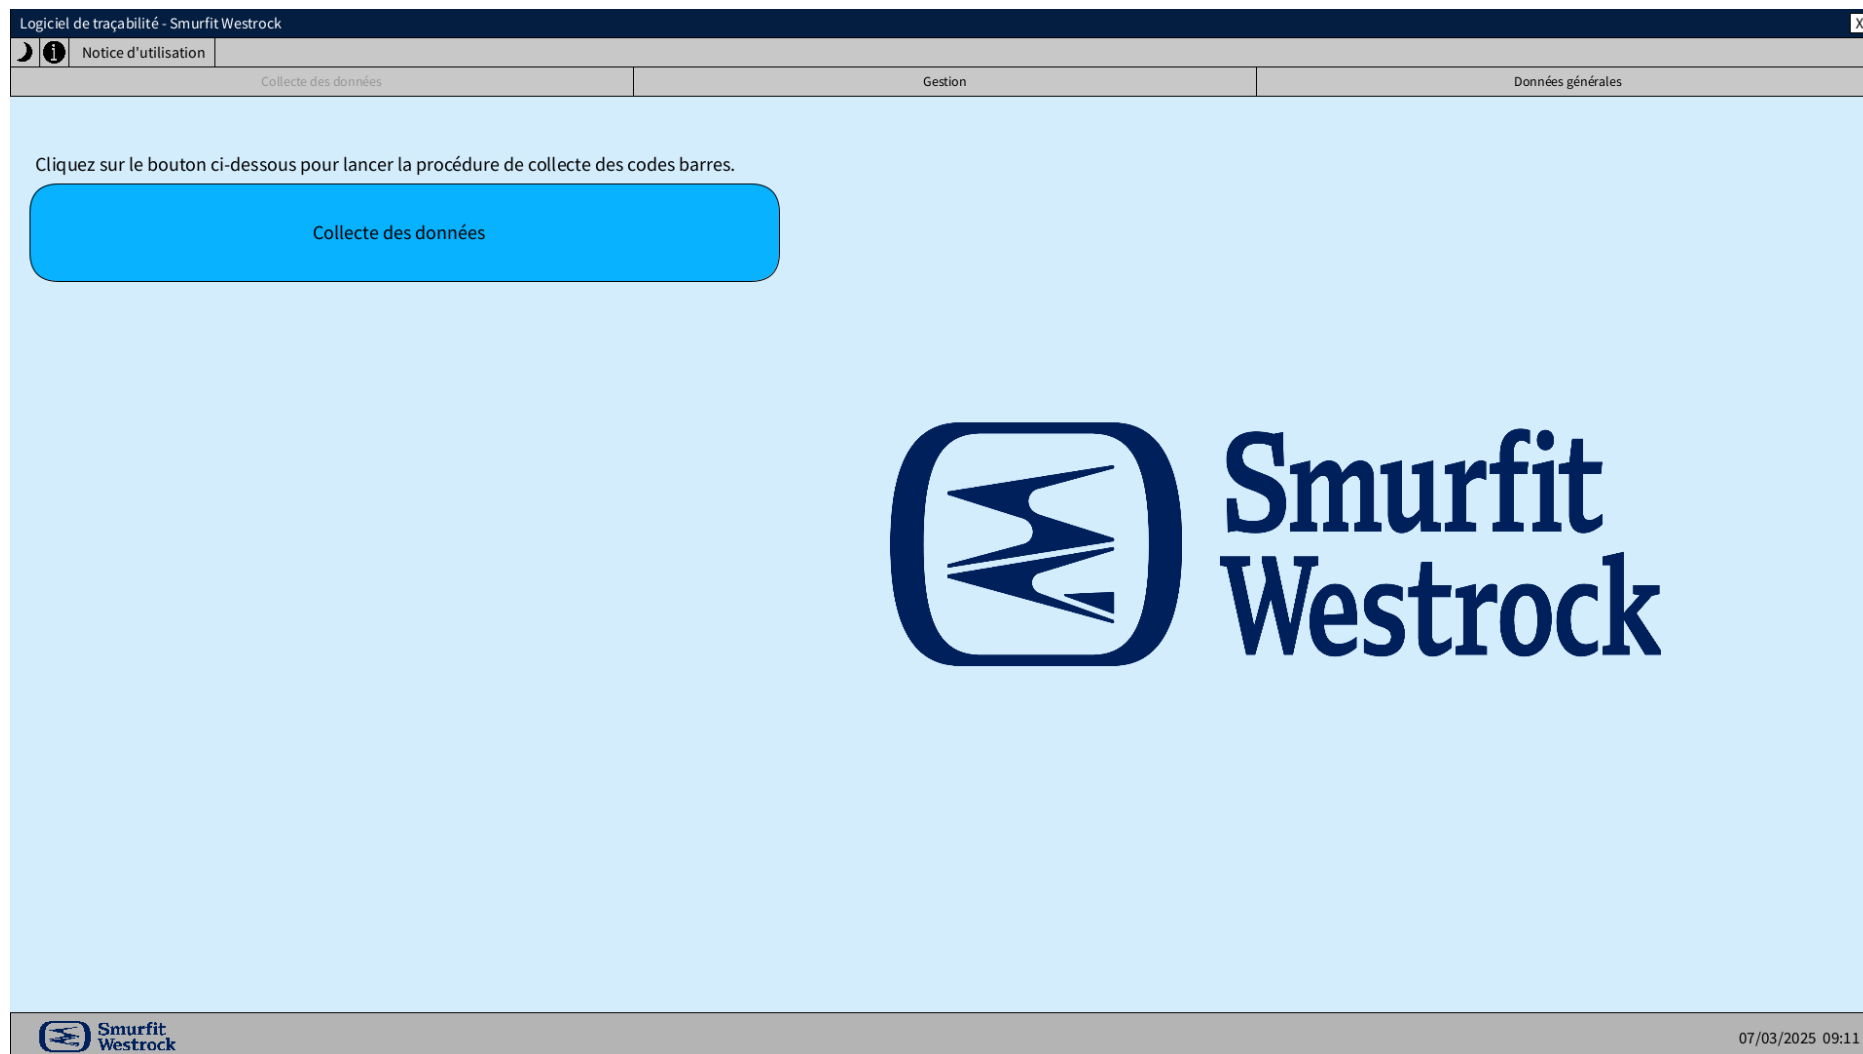 Logiciel de traçabilité - Smurfit Westrock
X
Notice d'utilisation
Collecte des données
Gestion
Données générales
Cliquez sur le bouton ci-dessous pour lancer la procédure de collecte des codes barres.
Collecte des données
Smurfit
Westrock
Smurfit
Westrock
07/03/2025 09:11